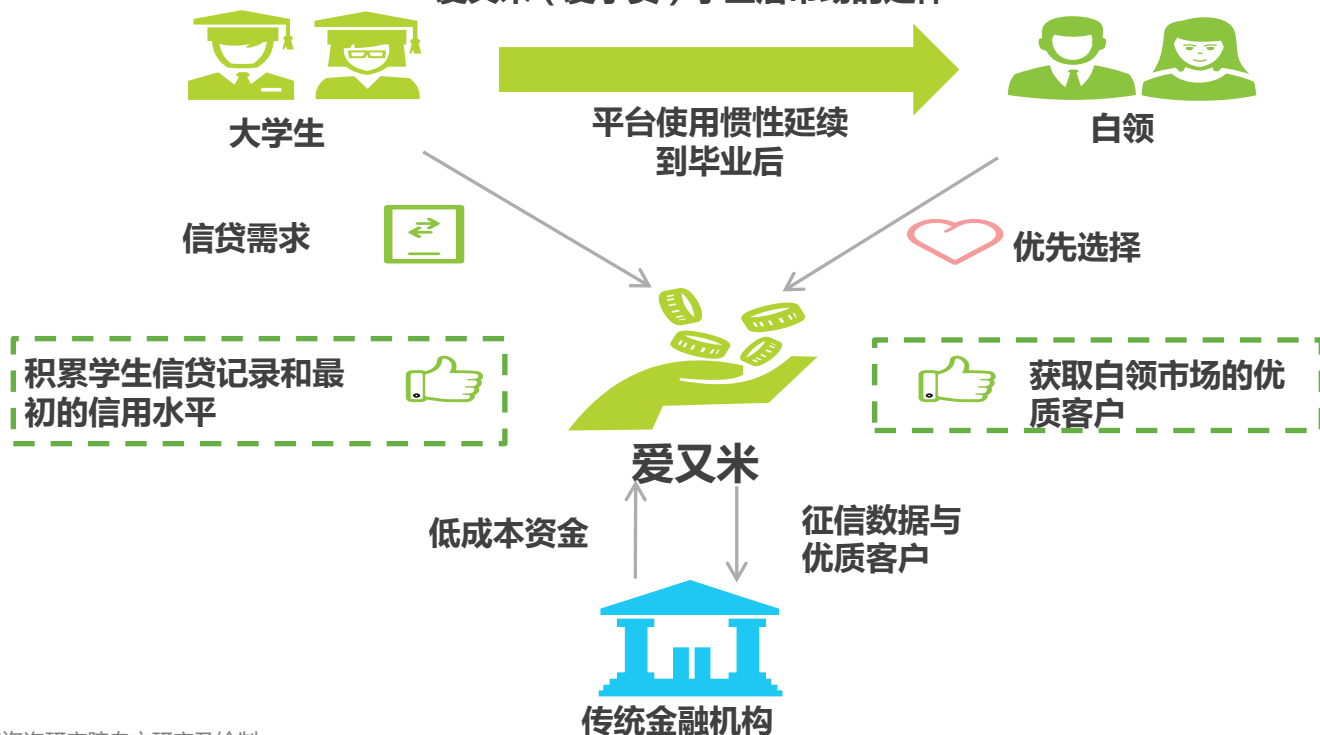 大学生
平台使用惯性延续
到毕业后
白领
信贷需求
优先选择
积累学生信贷记录和最
初的信用水平
获取白领市场的优
质客户
爱又米
低成本资金
征信数据与
优质客户
传统金融机构